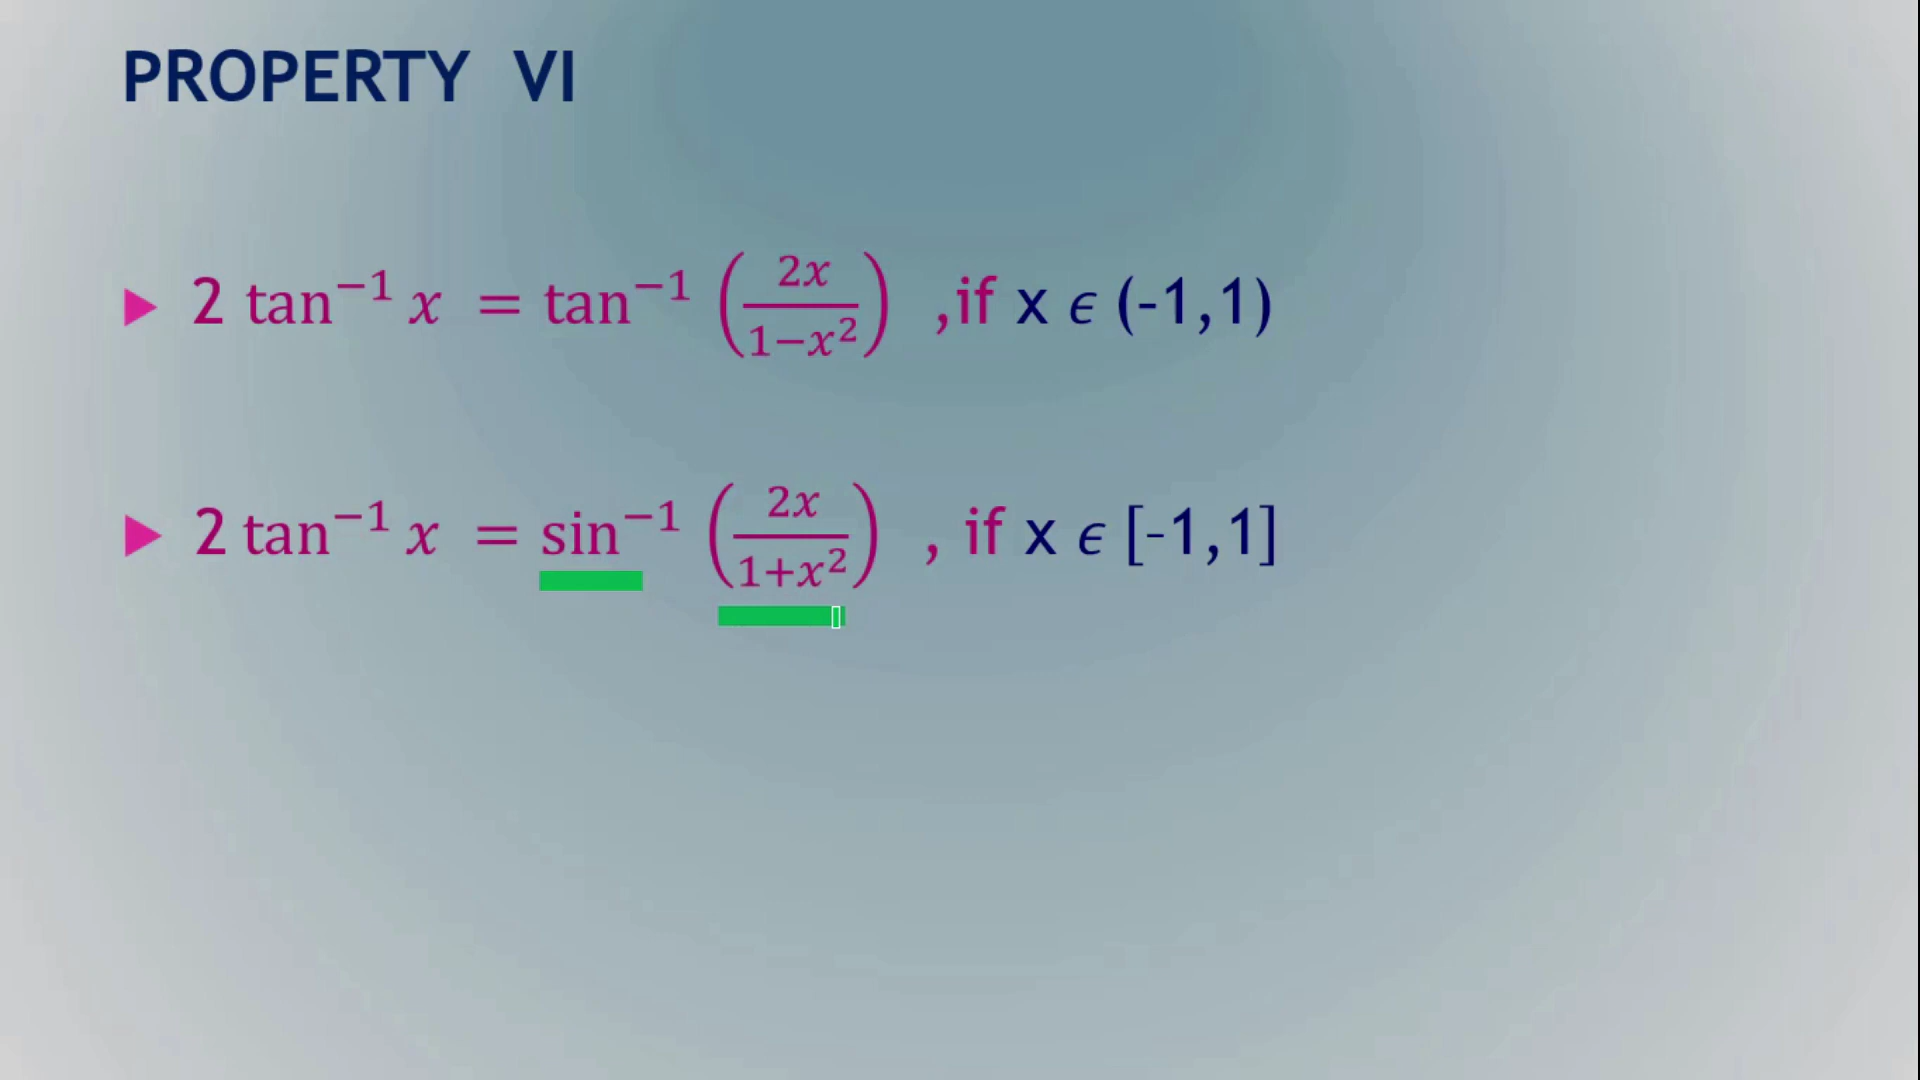 PROPERTY VI
2 tan⁻¹ x = tan⁻¹ (2x/1−x²) ,if x ϵ (-1,1)
2 tan⁻¹ x = sin⁻¹ (2x/1+x²) , if x ϵ [-1,1]